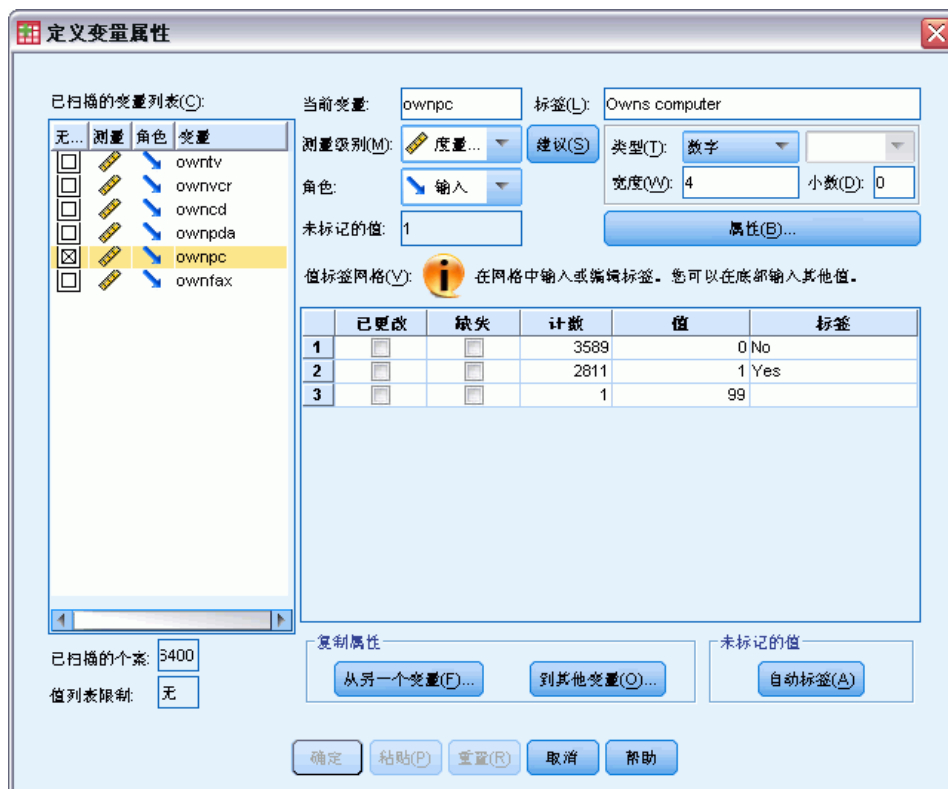 定义变量属性
已扫描的变量列表(C):
无... 测量 角色 变量
owntv
ownvcr
owncd
ownpda
ownpc
ownfax
已扫描的个案: 6400
值列表限制: 无
当前变量: ownpc 标签(L): Owns computer
测量级别(M): 度量... 建议(S) 类型(T): 数字
角色: 输入 宽度(W): 4 小数(D): 0
未标记的值: 1 属性(B)...
值标签网格(V): 在网格中输入或编辑标签。您可以在底部输入其他值。
已更改 缺失 计数 值 标签
1 3589 0 No
2 2811 1 Yes
3 1 99
复制属性
从另一个变量(F)... 到其他变量(O)...
未标记的值
自动标签(A)
确定 粘贴(P) 重置(R) 取消 帮助